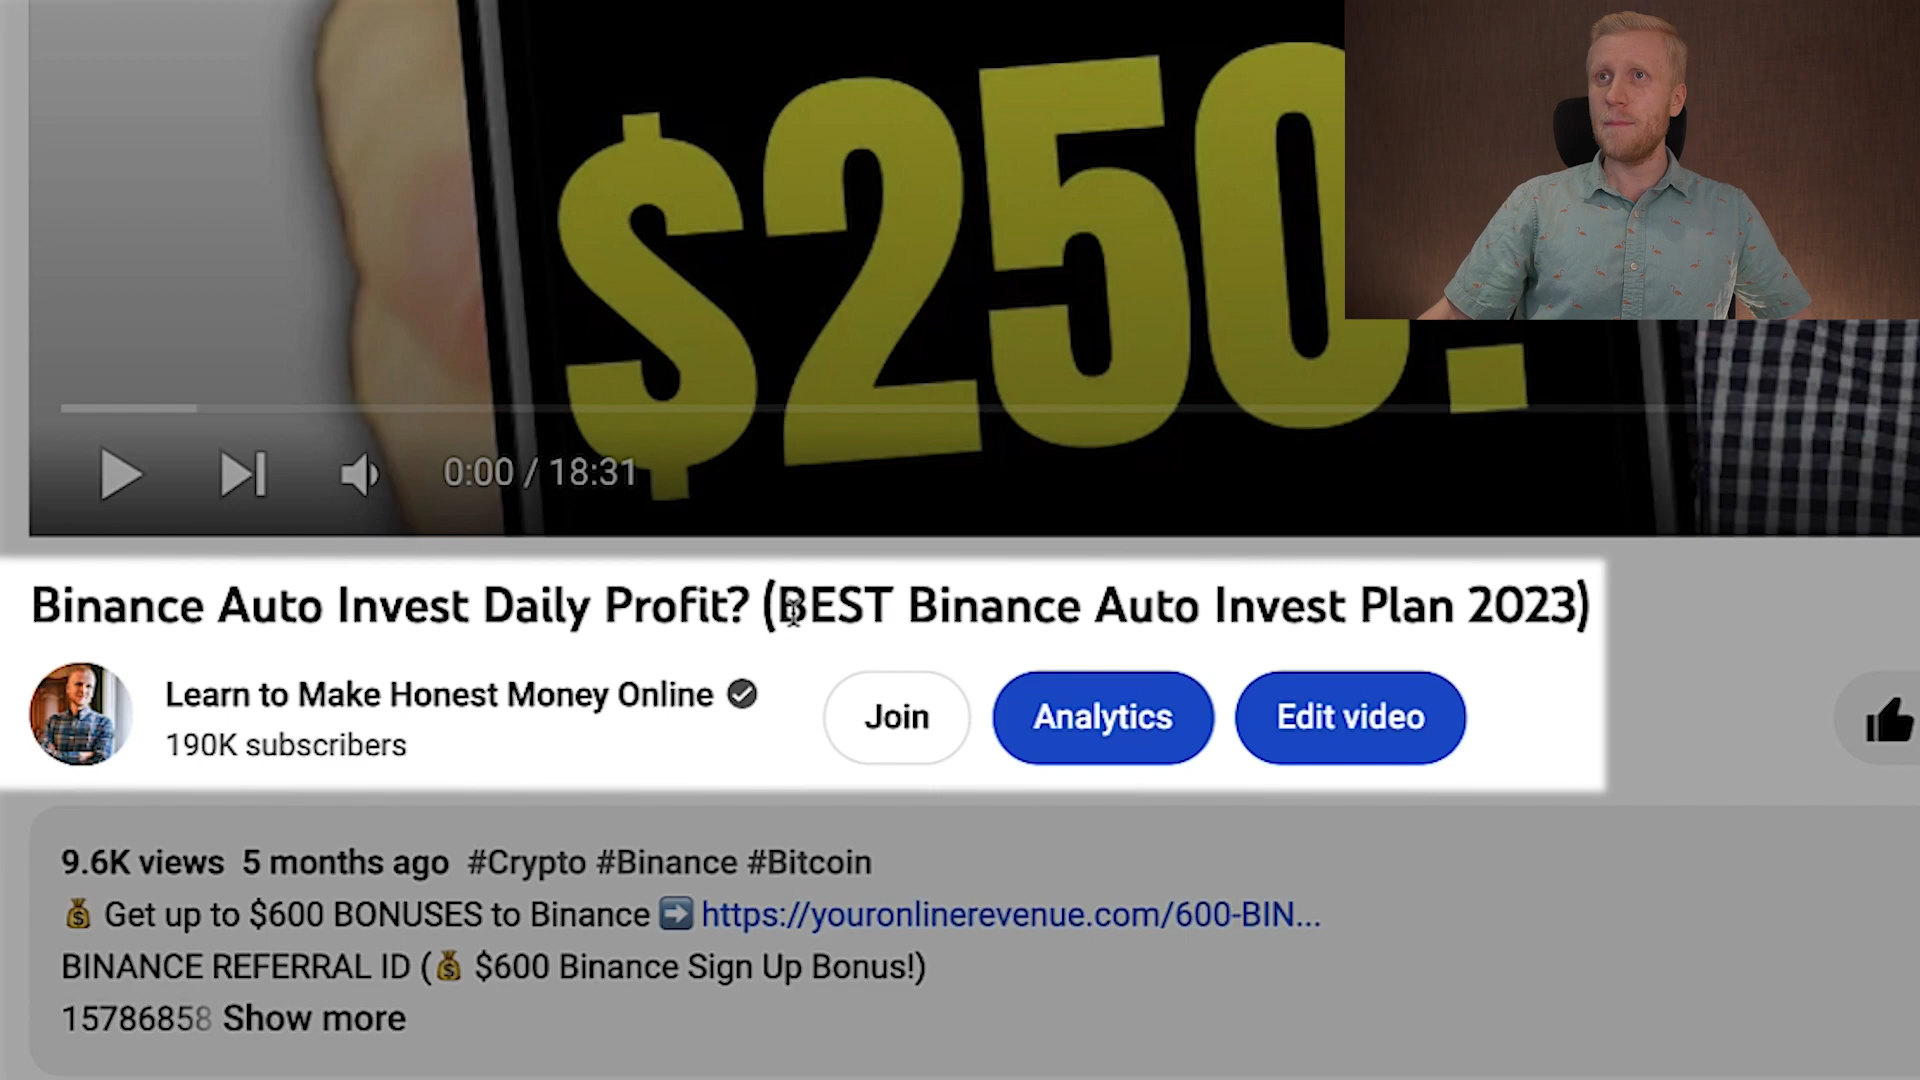 $250.
0:00 / 18:31
Binance Auto Invest Daily Profit? (BEST Binance Auto Invest Plan 2023)
Learn to Make Honest Money Online
190K subscribers
Join
Analytics
Edit video
9.6K views 5 months ago #Crypto #Binance #Bitcoin
💰 Get up to $600 BONUSES to Binance ➡️ https://youronlinerevenue.com/600-BIN...
BINANCE REFERRAL ID (💰 $600 Binance Sign Up Bonus!)
15786858 Show more